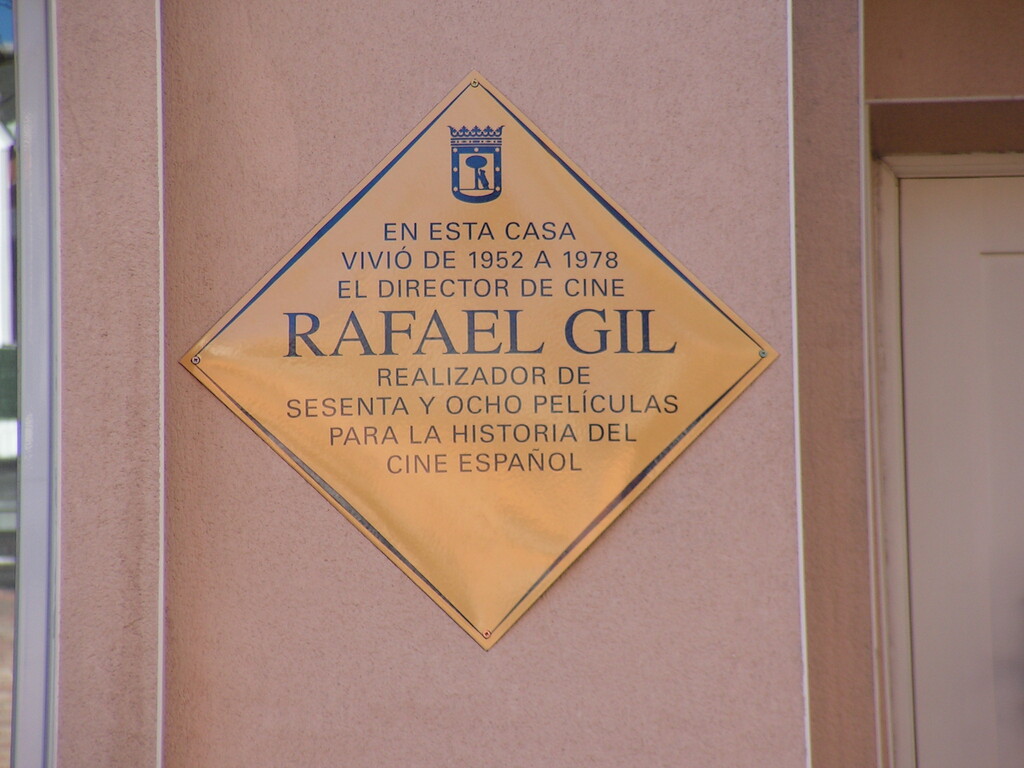 EN ESTA CASA
VIVIÓ DE 1952 A 1978
EL DIRECTOR DE CINE
RAFAEL GIL
REALIZADOR DE
SESENTA Y OCHO PELÍCULAS
PARA LA HISTORIA DEL
CINE ESPAÑOL